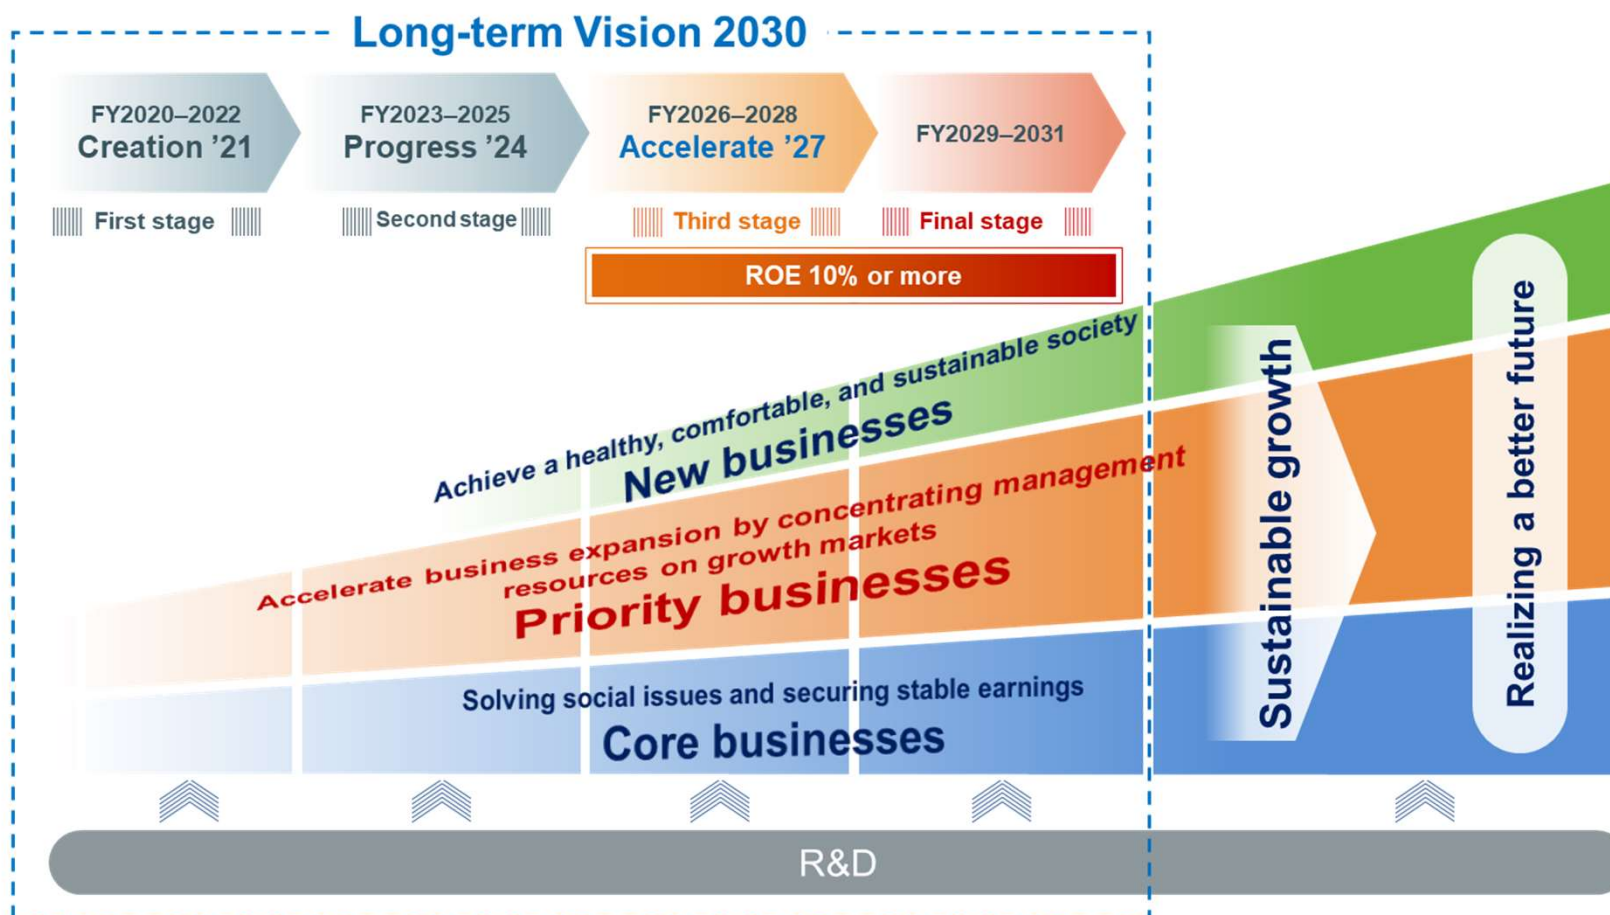 Long-term Vision 2030
FY2020–2022
Creation ’21
FY2023–2025
Progress ’24
FY2026–2028
Accelerate ’27
FY2029–2031
First stage
Second stage
Third stage
Final stage
ROE 10% or more
Achieve a healthy, comfortable, and sustainable society
New businesses
Accelerate business expansion by concentrating management
resources on growth markets
Priority businesses
Solving social issues and securing stable earnings
Core businesses
Sustainable growth
Realizing a better future
R&D